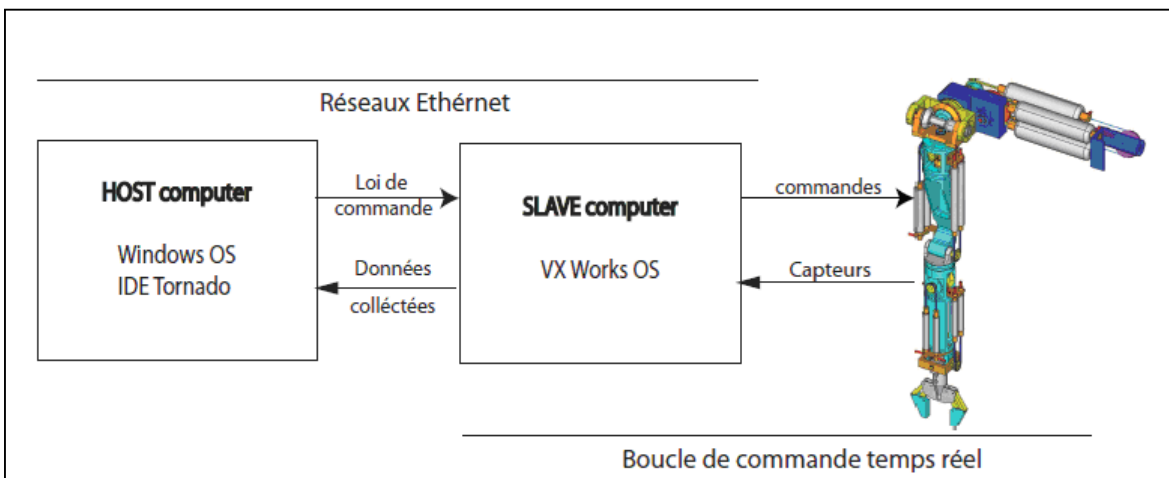 Réseaux Ethérnet
HOST computer
Windows OS
IDE Tornado
Loi de
commande
Données
colléctées
SLAVE computer
VX Works OS
commandes
Capteurs
Boucle de commande temps réel